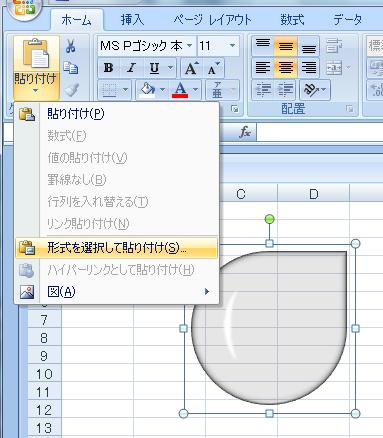 ホーム 挿入 ページ レイアウト 数式 データ
貼り付け
MS Pゴシック 本 11
B I U
A
ア
亜
配置
fx
貼り付け(P)
数式(F)
値の貼り付け(V)
罫線なし(B)
行列を入れ替える(T)
リンク貼り付け(N)
形式を選択して貼り付け(S)...
ハイパーリンクとして貼り付け(H)
図(A)
C D
7
8
9
10
11
12
13